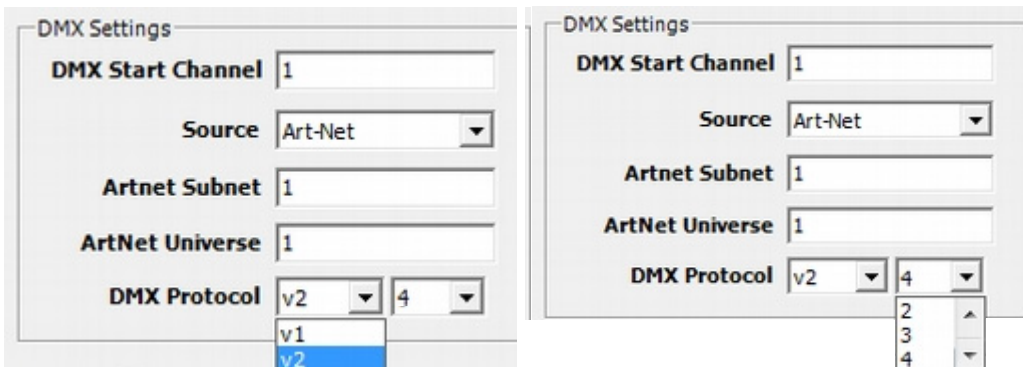 DMX Settings
DMX Start Channel 1
Source Art-Net
Artnet Subnet 1
ArtNet Universe 1
DMX Protocol v2 4
v1
v2
DMX Settings
DMX Start Channel 1
Source Art-Net
Artnet Subnet 1
ArtNet Universe 1
DMX Protocol v2 4
2
3
4